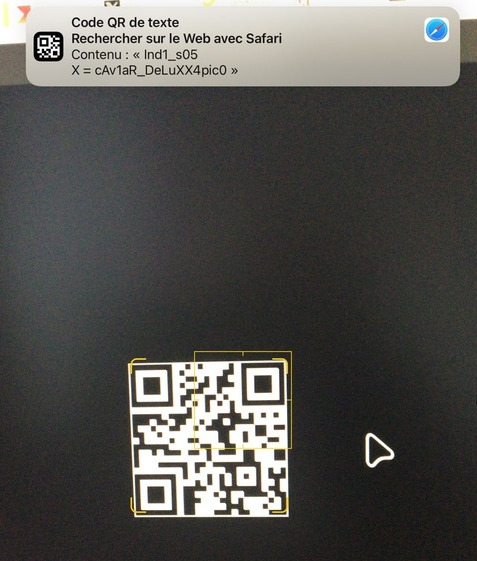 Code QR de texte
Rechercher sur le Web avec Safari
Contenu : « Ind1_s05
X = cAv1aR_DeLuXX4pic0 »